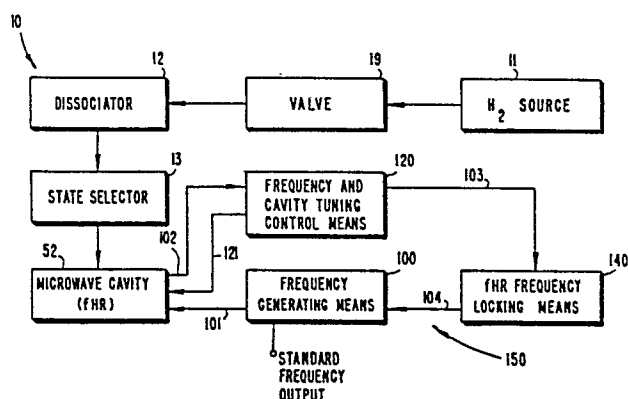 10
12
19
11
DISSOCIATOR
VALVE
H2 SOURCE
13
120
STATE SELECTOR
FREQUENCY AND
CAVITY TUNING
CONTROL MEANS
103
102
121
52
100
140
MICROWAVE CAVITY
(fHR)
FREQUENCY
GENERATING MEANS
fHR FREQUENCY
LOCKING MEANS
101
104
150
STANDARD
FREQUENCY
OUTPUT